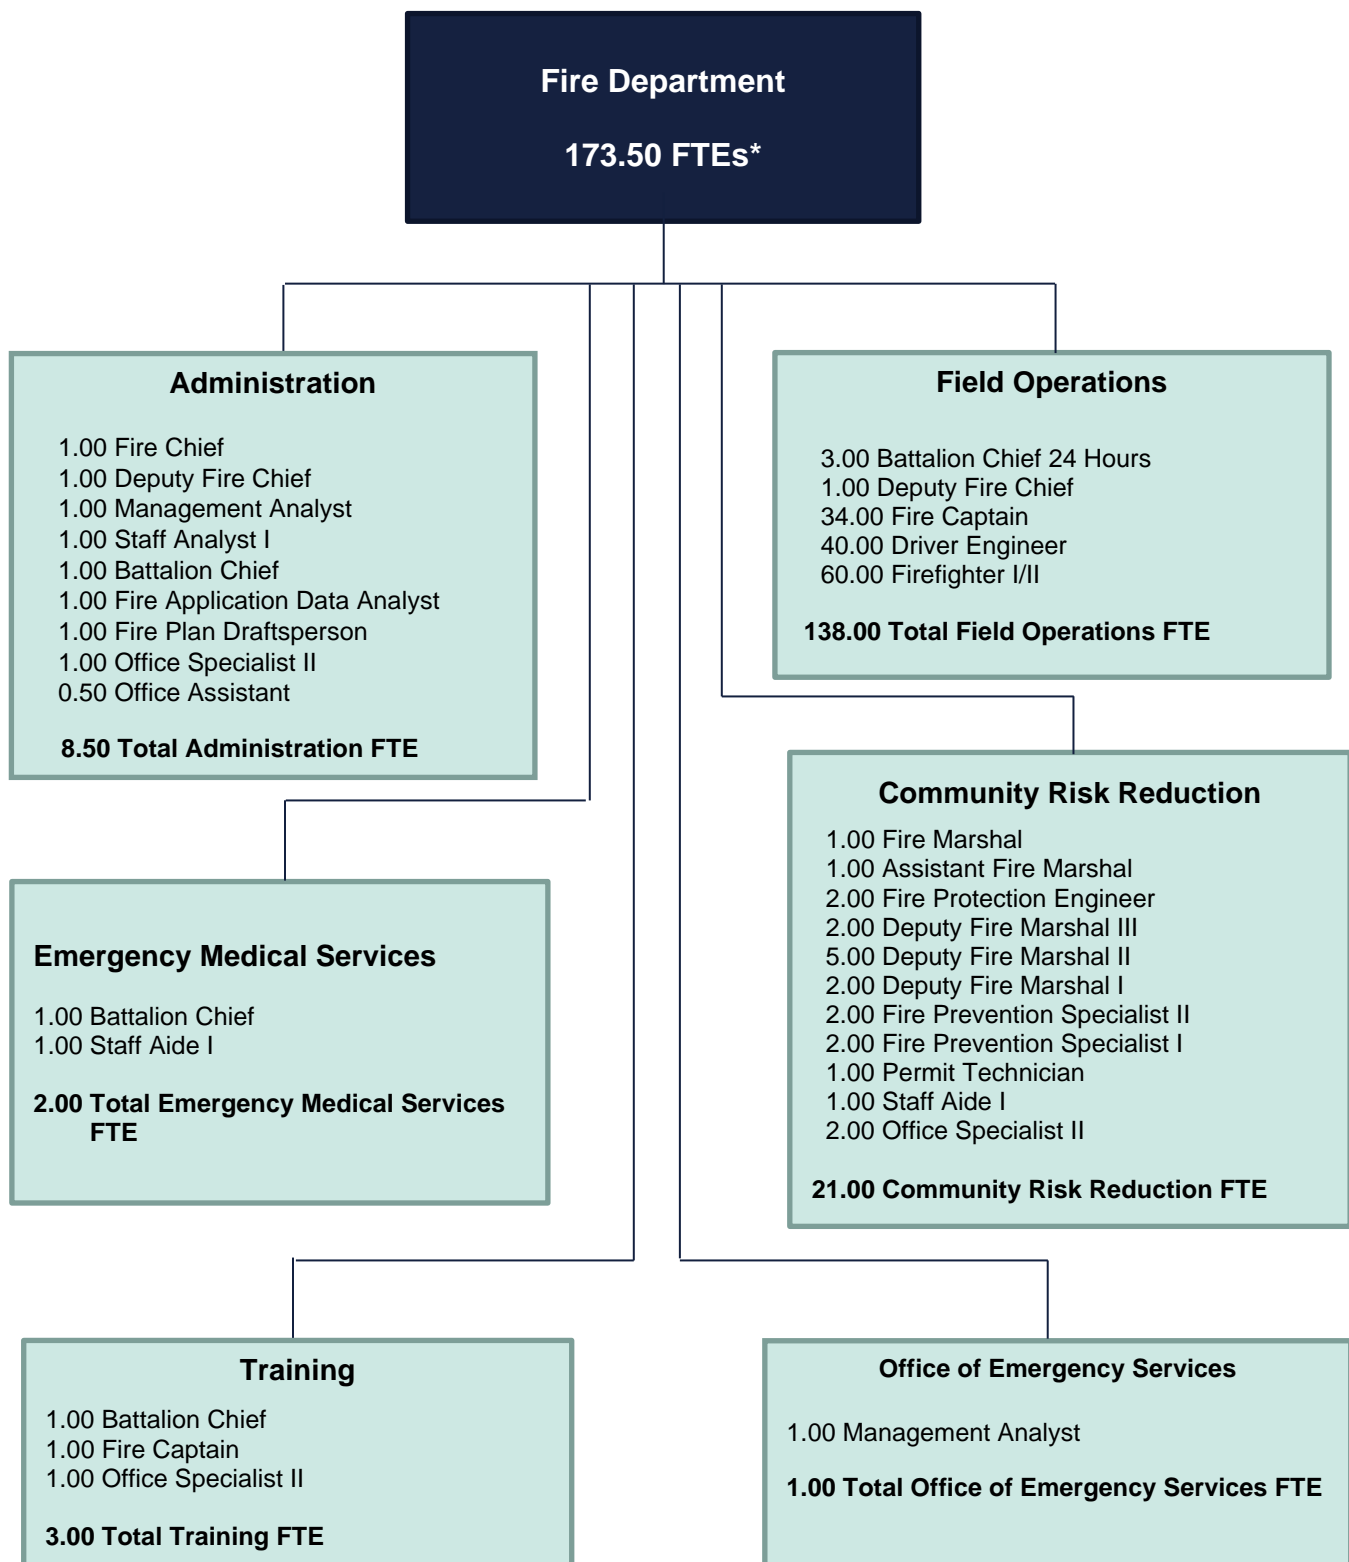 Fire Department
173.50 FTEs*
Administration
1.00 Fire Chief
1.00 Deputy Fire Chief
1.00 Management Analyst
1.00 Staff Analyst I
1.00 Battalion Chief
1.00 Fire Application Data Analyst
1.00 Fire Plan Draftsperson
1.00 Office Specialist II
0.50 Office Assistant
8.50 Total Administration FTE
Field Operations
3.00 Battalion Chief 24 Hours
1.00 Deputy Fire Chief
34.00 Fire Captain
40.00 Driver Engineer
60.00 Firefighter I/II
138.00 Total Field Operations FTE
Emergency Medical Services
1.00 Battalion Chief
1.00 Staff Aide I
2.00 Total Emergency Medical Services
FTE
Community Risk Reduction
1.00 Fire Marshal
1.00 Assistant Fire Marshal
2.00 Fire Protection Engineer
2.00 Deputy Fire Marshal III
5.00 Deputy Fire Marshal II
2.00 Deputy Fire Marshal I
2.00 Fire Prevention Specialist II
2.00 Fire Prevention Specialist I
1.00 Permit Technician
1.00 Staff Aide I
2.00 Office Specialist II
21.00 Community Risk Reduction FTE
Training
1.00 Battalion Chief
1.00 Fire Captain
1.00 Office Specialist II
3.00 Total Training FTE
Office of Emergency Services
1.00 Management Analyst
1.00 Total Office of Emergency Services FTE